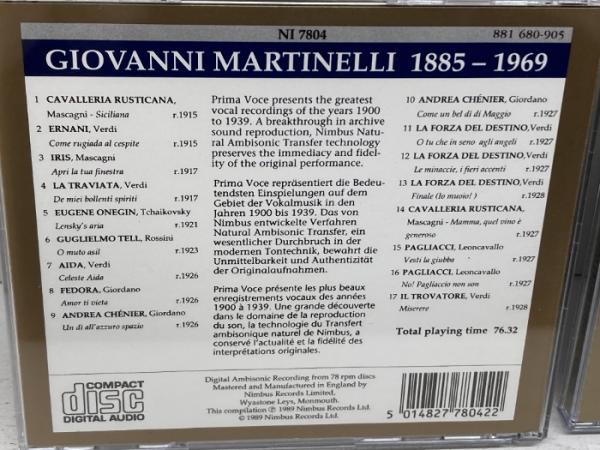 NI 7804
881 680-905
GIOVANNI MARTINELLI 1885 – 1969
1 CAVALLERIA RUSTICANA,
Mascagni - Siciliana r.1915
2 ERNANI, Verdi
Come rugiada al cespite r.1915
3 IRIS, Mascagni
Apri la tua finestra r.1917
4 LA TRAVIATA, Verdi
De miei bollenti spiriti r.1917
5 EUGENE ONEGIN, Tchaikovsky
Lensky's aria r.1921
6 GUGLIELMO TELL, Rossini
O muto asil r.1923
7 AIDA, Verdi
Celeste Aida r.1926
8 FEDORA, Giordano
Amor ti vieta r.1926
9 ANDREA CHÉNIER, Giordano
Un dì all'azzuro spazio r.1926
Prima Voce presents the greatest
vocal recordings of the years 1900
to 1939. A breakthrough in archive
sound reproduction, Nimbus Natu-
ral Ambisonic Transfer technology
preserves the immediacy and fidel-
ity of the original performance.
Prima Voce repräsentiert die Bedeu-
tendsten Einspielungen auf dem
Gebiet der Vokalmusik in den
Jahren 1900 bis 1939. Das von
Nimbus entwickelte Verfahren
Natural Ambisonic Transfer, ein
wesentlicher Durchbruch in der
modernen Tontechnik, bewahrt die
Unmittelbarkeit und Authentizität
der Originalaufnahmen.
Prima Voce présente les plus beaux
enregistrements vocaux des années
1900 à 1939. Une grande découverte
dans le domaine de la reproduction
du son, la technologie du Transfert
ambisonique naturel de Nimbus, a
conservé l'actualité et la fidélité des
interprétations originales.
10 ANDREA CHÉNIER, Giordano
Come un bel dì di Maggio r.1927
11 LA FORZA DEL DESTINO, Verdi
O tu che in seno agli angeli r.1927
12 LA FORZA DEL DESTINO, Verdi
Le minaccie, i fieri accenti r.1927
13 LA FORZA DEL DESTINO, Verdi
Finale (Io muoio!) r.1928
14 CAVALLERIA RUSTICANA,
Mascagni - Mamma, quel vino è
generoso r.1927
15 PAGLIACCI, Leoncavallo
Vesti la giubba r.1927
16 PAGLIACCI, Leoncavallo
No! Pagliaccio non son r.1927
17 IL TROVATORE, Verdi
Miserere r.1928
Total playing time 76.32
COMPACT
disc
DIGITAL AUDIO
Digital Ambisonic Recording from 78 rpm discs
Mastered and Manufactured in England by
Nimbus Records Limited,
Wyastone Leys, Monmouth.
This compilation ℗ 1989 Nimbus Records Ltd.
© 1989 Nimbus Records Ltd.
5 014827 780422